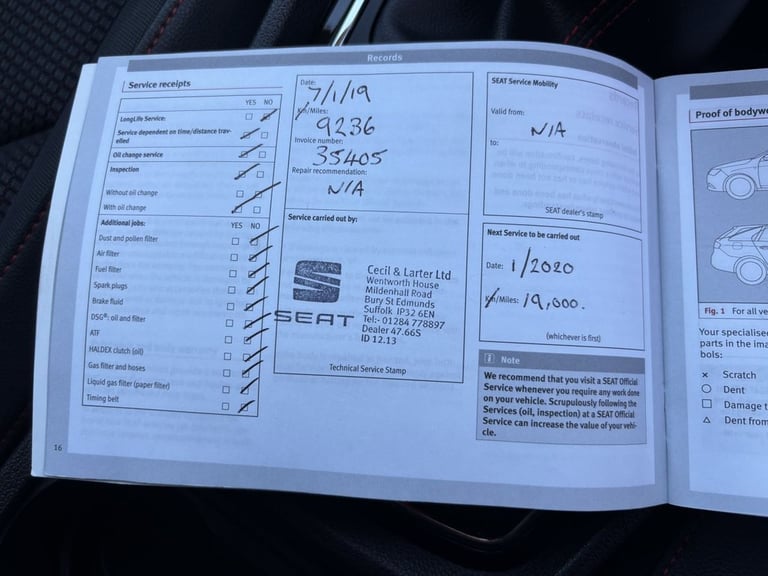 Records
Service receipts
YES NO
LongLife Service:
Service dependent on time/distance trav-
elled
Oil change service
Inspection
Without oil change
With oil change
Additional jobs: YES NO
Dust and pollen filter
Air filter
Fuel filter
Spark plugs
Brake fluid
DSG®: oil and filter
ATF
HALDEX clutch (oil)
Gas filter and hoses
Liquid gas filter (paper filter)
Timing belt
16
Date:
7/1/19
Km/Miles:
9236
Invoice number:
35405
Repair recommendation:
N/A
Service carried out by:
SEAT
Cecil & Larter Ltd
Wentworth House
Mildenhall Road
Bury St Edmunds
Suffolk IP32 6EN
Tel:- 01284 778897
Dealer 47.66S
ID 12.13
Technical Service Stamp
SEAT Service Mobility
Valid from:
N/A
to:
SEAT dealer's stamp
Next Service to be carried out
Date: 1/2020
Km/Miles: 19,000.
(whichever is first)
i Note
We recommend that you visit a SEAT Official
Service whenever you require any work done
on your vehicle. Scrupulously following the
Services (oil, inspection) at a SEAT Official
Service can increase the value of your vehi-
cle.
Proof of bodyw
Fig. 1 For all ve
Your specialise
parts in the ima
bols:
× Scratch
○ Dent
□ Damage t
△ Dent from